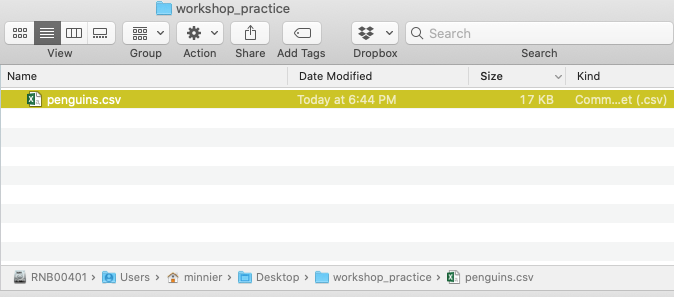 workshop_practice
View Group Action Share Add Tags Dropbox Search Search
Name Date Modified Size Kind
penguins.csv Today at 6:44 PM 17 KB Comm...et (.csv)
RNB00401 › Users › minnier › Desktop › workshop_practice › penguins.csv